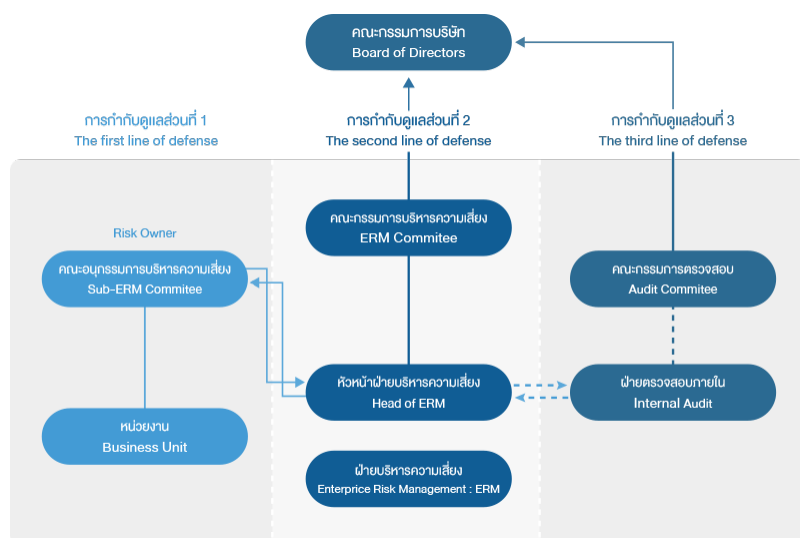 คณะกรรมการบริษัท
Board of Directors
การกำกับดูแลส่วนที่ 1
The first line of defense
การกำกับดูแลส่วนที่ 2
The second line of defense
การกำกับดูแลส่วนที่ 3
The third line of defense
Risk Owner
คณะอนุกรรมการบริหารความเสี่ยง
Sub-ERM Commitee
หน่วยงาน
Business Unit
คณะกรรมการบริหารความเสี่ยง
ERM Commitee
หัวหน้าฝ่ายบริหารความเสี่ยง
Head of ERM
ฝ่ายบริหารความเสี่ยง
Enterprice Risk Management : ERM
คณะกรรมการตรวจสอบ
Audit Commitee
ฝ่ายตรวจสอบภายใน
Internal Audit